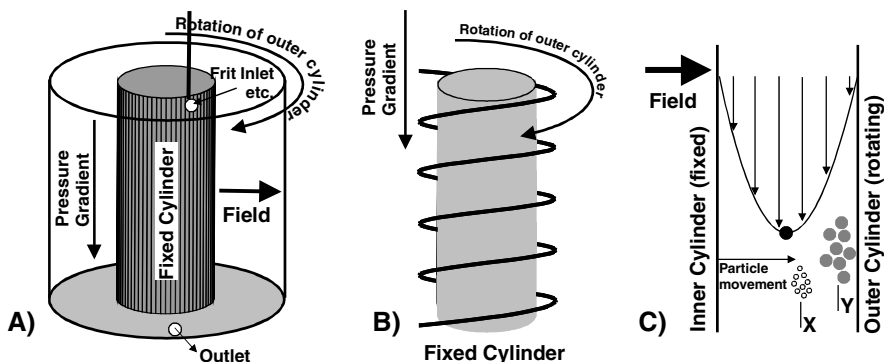 Rotation of outer cylinder
Frit Inlet
etc.
Pressure
Gradient
Fixed Cylinder
Field
Outlet
A)
Rotation of outer cylinder
Pressure
Gradient
B)
Fixed Cylinder
Field
Inner Cylinder (fixed)
Outer Cylinder (rotating)
Particle
movement
X
Y
C)